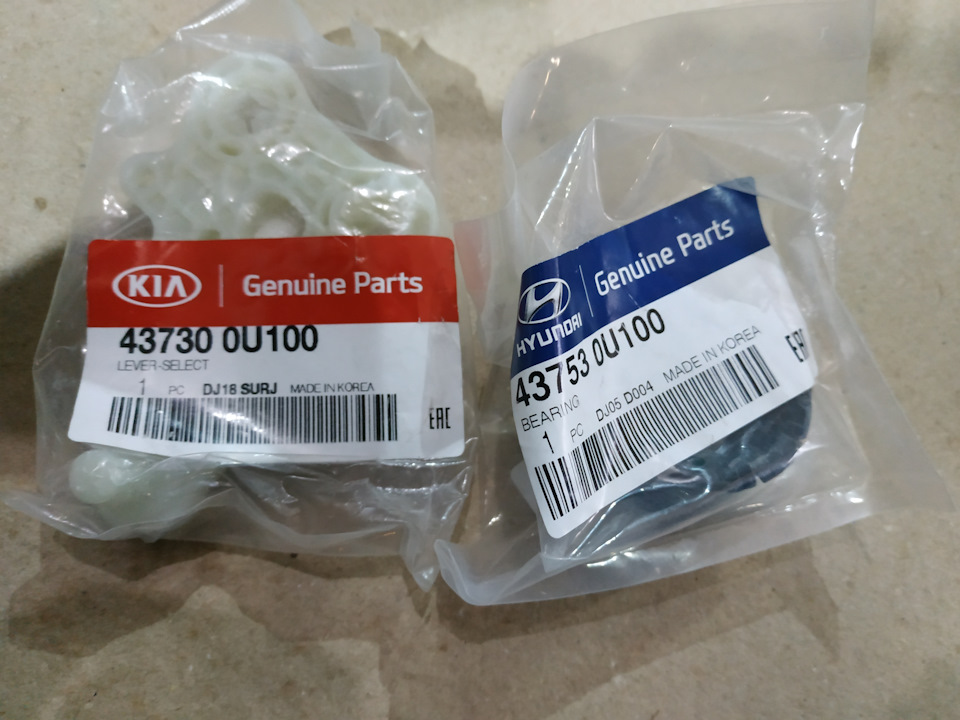 KIA
Genuine Parts
43730 0U100
LEVER-SELECT
1 PC DJ18 SURJ MADE IN KOREA
EAC
HYUNDAI
Genuine Parts
43753 0U100
BEARING
1 PC DJ05 D004 MADE IN KOREA
EAC